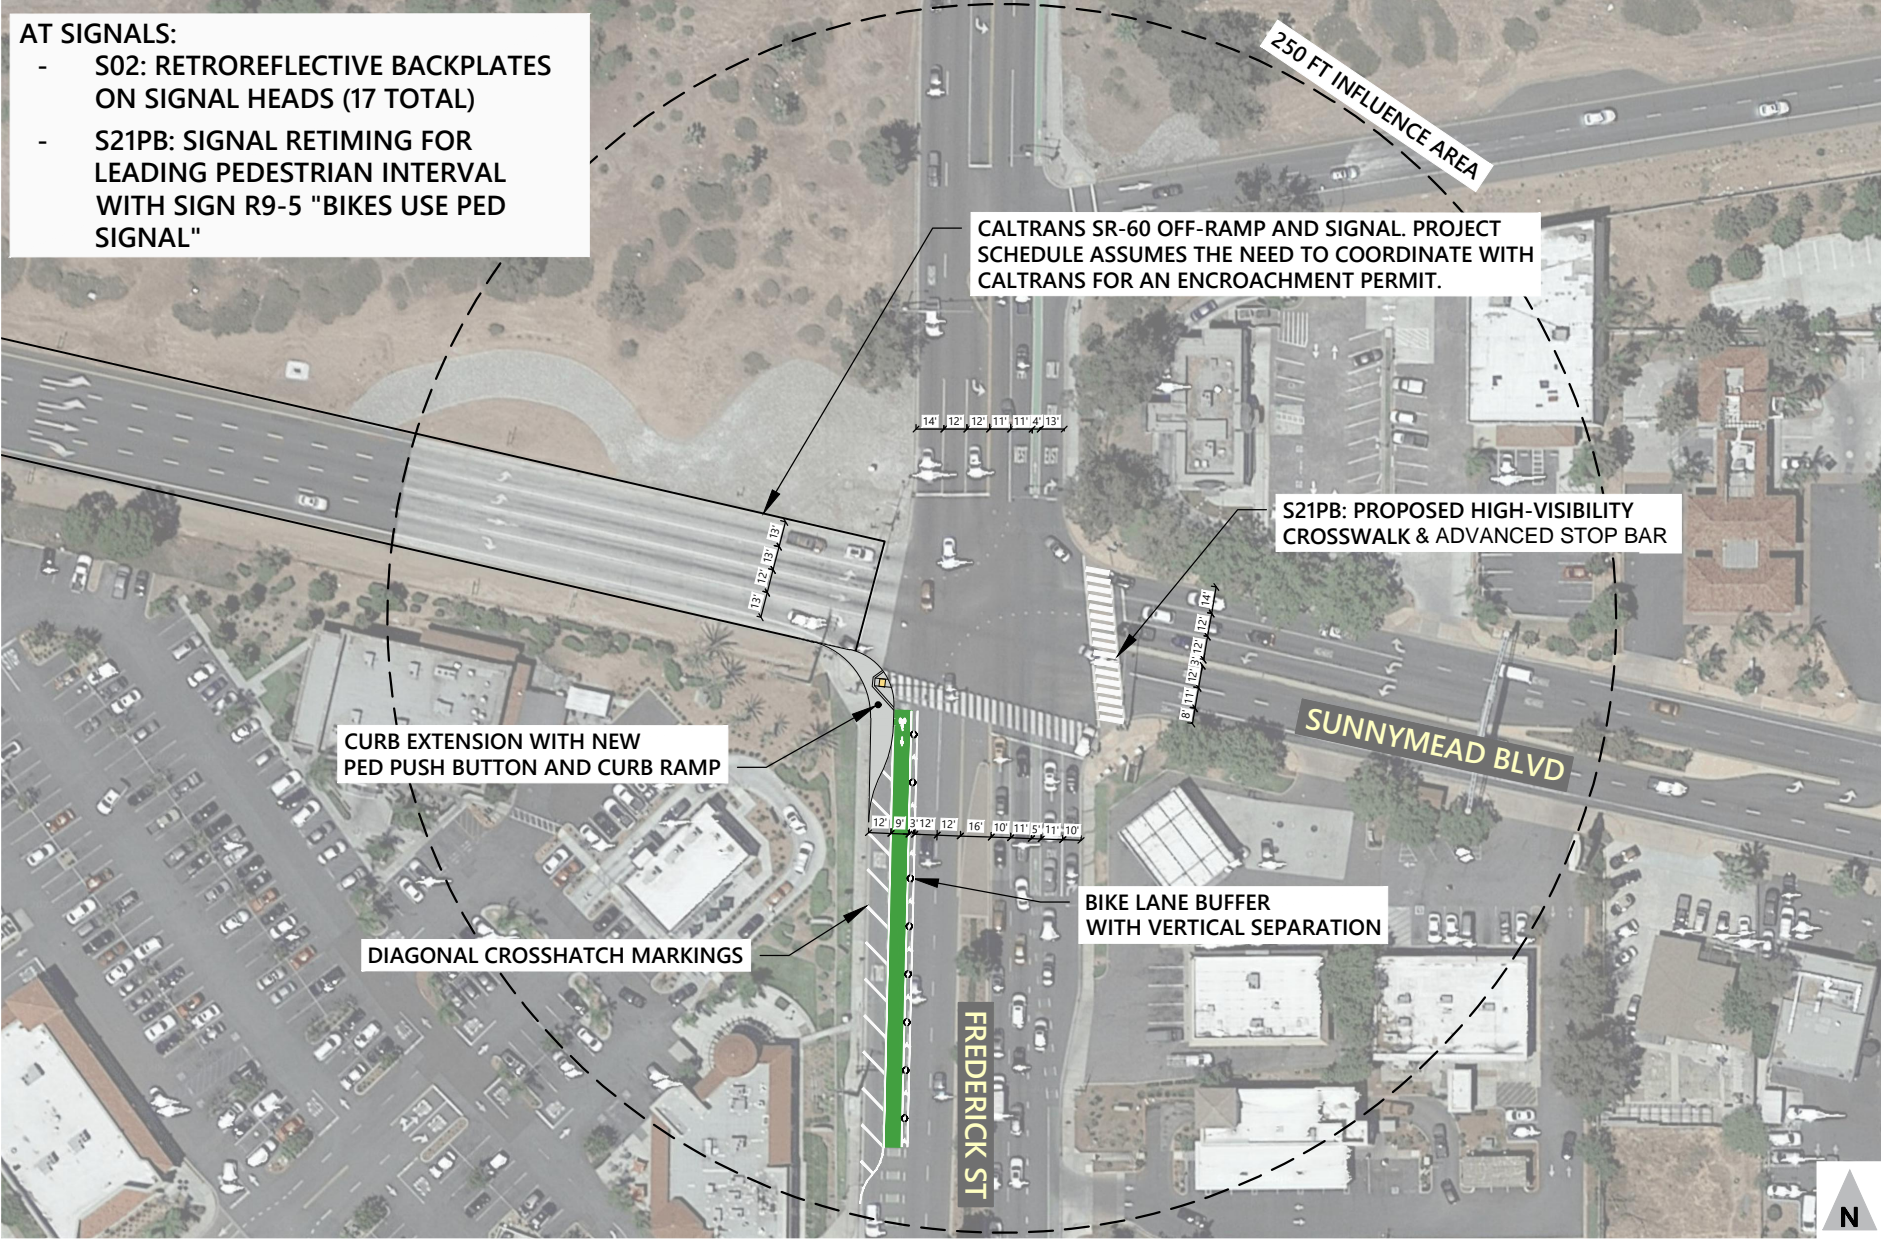 AT SIGNALS:
- S02: RETROREFLECTIVE BACKPLATES
ON SIGNAL HEADS (17 TOTAL)
- S21PB: SIGNAL RETIMING FOR
LEADING PEDESTRIAN INTERVAL
WITH SIGN R9-5 "BIKES USE PED
SIGNAL"
250 FT INFLUENCE AREA
CALTRANS SR-60 OFF-RAMP AND SIGNAL. PROJECT
SCHEDULE ASSUMES THE NEED TO COORDINATE WITH
CALTRANS FOR AN ENCROACHMENT PERMIT.
14' 12' 12' 11' 11' 4' 13'
S21PB: PROPOSED HIGH-VISIBILITY
CROSSWALK & ADVANCED STOP BAR
13' 13' 12' 13'
14' 12' 12' 3' 12' 11' 8'
SUNNYMEAD BLVD
CURB EXTENSION WITH NEW
PED PUSH BUTTON AND CURB RAMP
12' 9' 3' 12' 12' 16' 10' 11' 5' 11' 10'
BIKE LANE BUFFER
WITH VERTICAL SEPARATION
DIAGONAL CROSSHATCH MARKINGS
FREDERICK ST
N